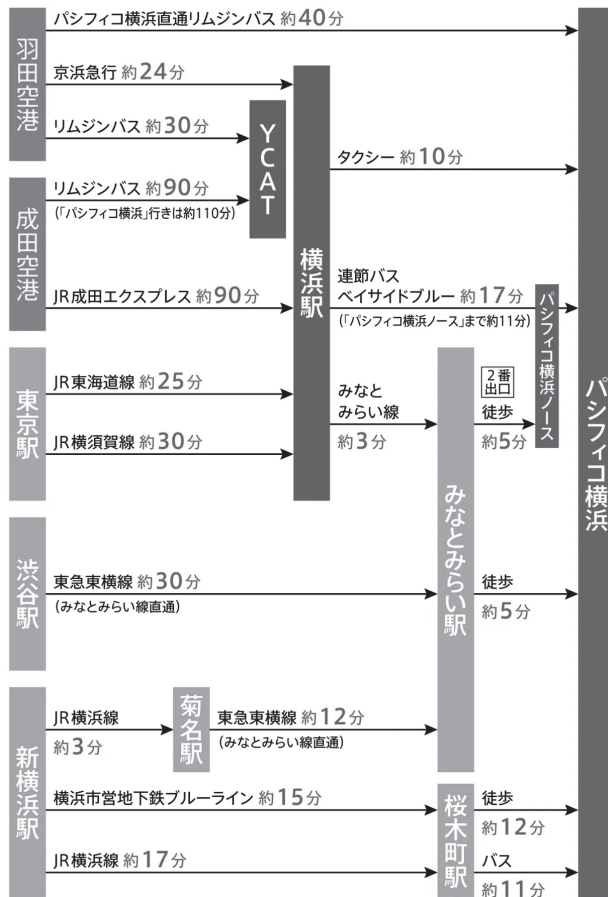 羽田空港
パシフィコ横浜直通リムジンバス 約40分
京浜急行 約24分
リムジンバス 約30分
YCAT
成田空港
リムジンバス 約90分
(「パシフィコ横浜」行きは約110分)
JR成田エクスプレス 約90分
横浜駅
タクシー 約10分
連節バス
ベイサイドブルー 約17分
(「パシフィコ横浜ノース」まで約11分)
パシフィコ横浜ノース
東京駅
JR東海道線 約25分
JR横須賀線 約30分
みなと
みらい線
約3分
みなとみらい駅
2番
出口
徒歩
約5分
渋谷駅
東急東横線 約30分
(みなとみらい線直通)
徒歩
約5分
新横浜駅
JR横浜線
約3分
菊名駅
東急東横線 約12分
(みなとみらい線直通)
横浜市営地下鉄ブルーライン 約15分
桜木町駅
徒歩
約12分
JR横浜線 約17分
バス
約11分
パシフィコ横浜